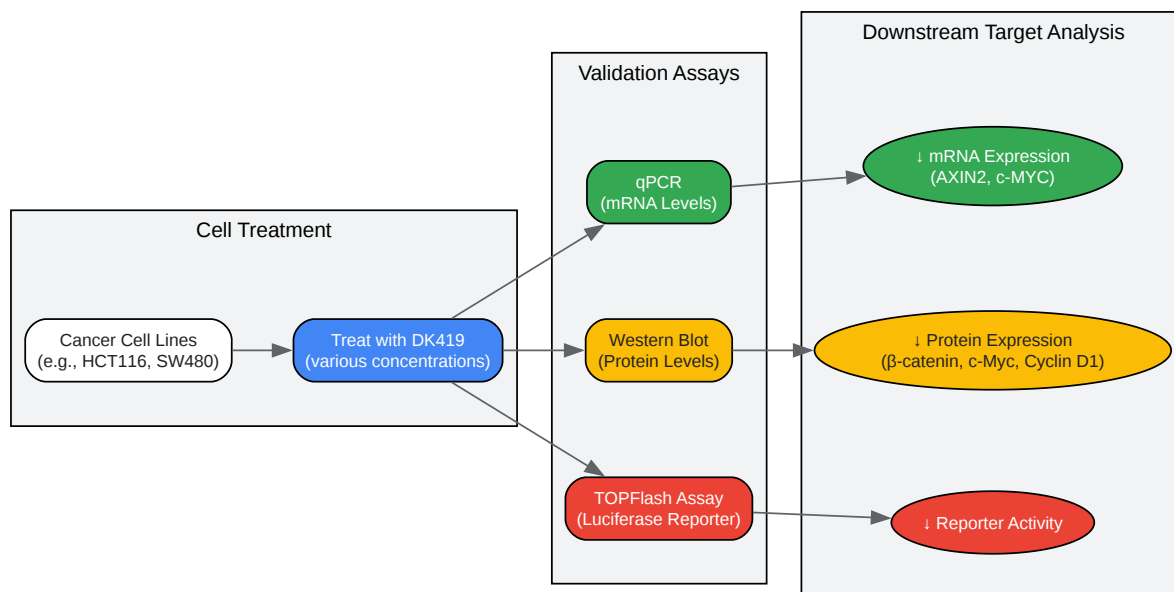 Cell Treatment
Cancer Cell Lines
(e.g., HCT116, SW480)
Treat with DK419
(various concentrations)
Validation Assays
qPCR
(mRNA Levels)
Western Blot
(Protein Levels)
TOPFlash Assay
(Luciferase Reporter)
Downstream Target Analysis
↓ mRNA Expression
(AXIN2, c-MYC)
↓ Protein Expression
(β-catenin, c-Myc, Cyclin D1)
↓ Reporter Activity